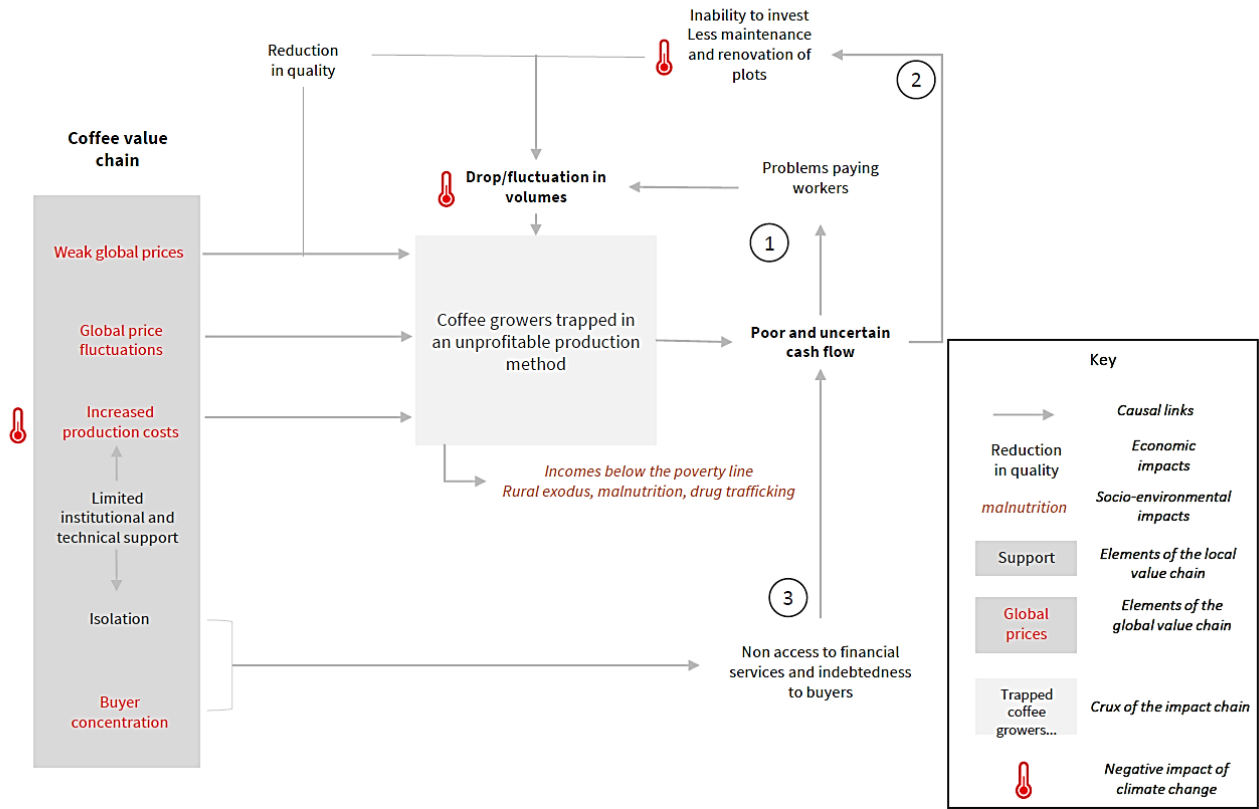 Inability to invest
Less maintenance
and renovation of
plots
Reduction
in quality
2
Coffee value
chain
Problems paying
workers
Drop/fluctuation in
volumes
1
Weak global prices
Global price
fluctuations
Coffee growers trapped in
an unprofitable production
method
Poor and uncertain
cash flow
Increased
production costs
Incomes below the poverty line
Rural exodus, malnutrition, drug trafficking
Limited
institutional and
technical support
Isolation
3
Non access to financial
services and indebtedness
to buyers
Buyer
concentration
Key
Causal links
Reduction
in quality
Economic
impacts
malnutrition
Socio-environmental
impacts
Support
Elements of the local
value chain
Global
prices
Elements of the
global value chain
Trapped
coffee
growers...
Crux of the impact chain
Negative impact of
climate change